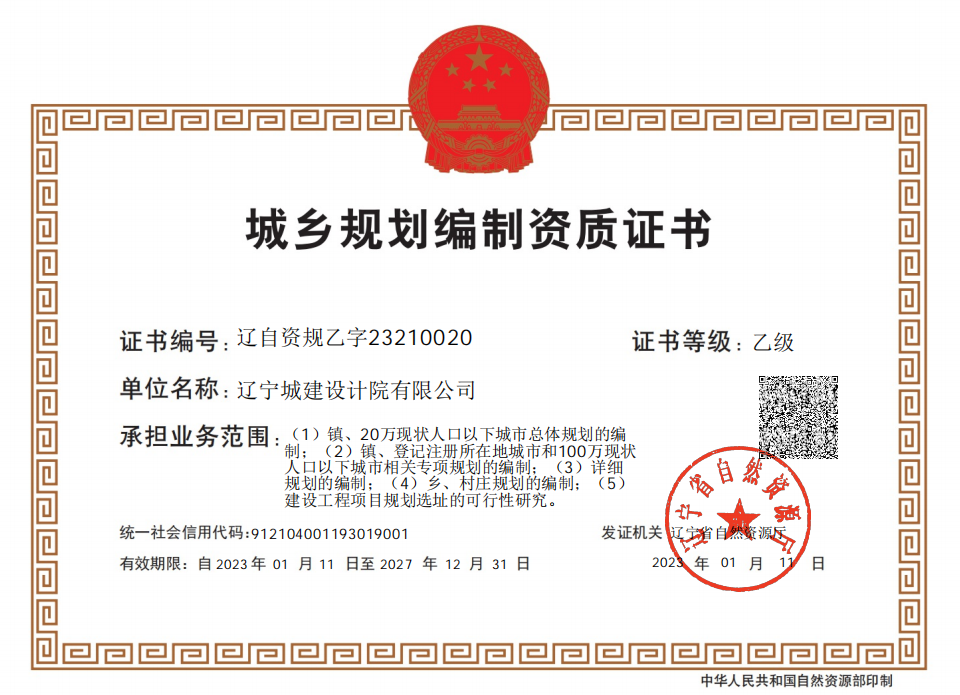 城乡规划编制资质证书
证书编号：辽自资规乙字23210020
证书等级：乙级
单位名称：辽宁城建设计院有限公司
承担业务范围：（1）镇、20万现状人口以下城市总体规划的编
制；（2）镇、登记注册所在地城市和100万现状
人口以下城市相关专项规划的编制；（3）详细
规划的编制；（4）乡、村庄规划的编制；（5）
建设工程项目规划选址的可行性研究。
辽宁省自然资源厅
统一社会信用代码:912104001193019001
发证机关 辽宁省自然资源厅
有效期限：自2023年 01 月 11 日至 2027 年 12 月 31 日
2023 年 01 月 11 日
中华人民共和国自然资源部印制